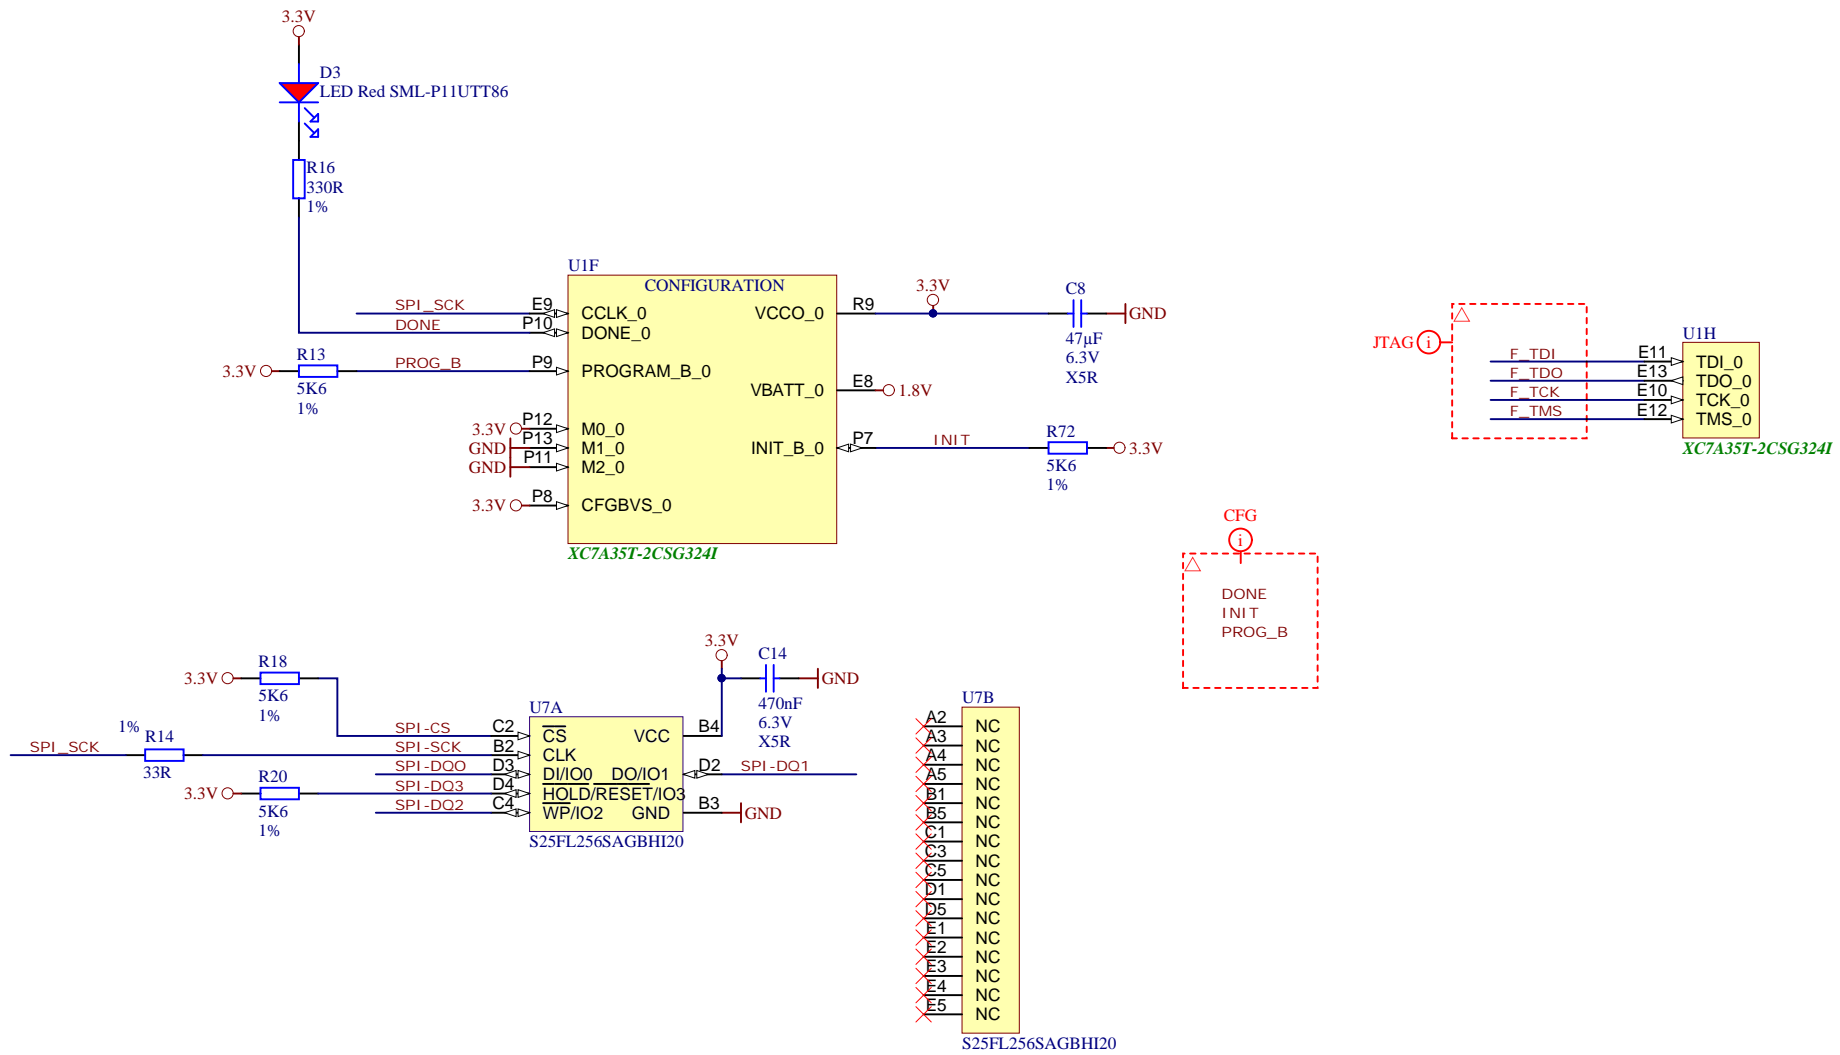 3.3V
D3
LED Red SML-P11UTT86
R16
330R
1%
U1F
CONFIGURATION
SPI_SCK E9 CCLK_0
DONE P10 DONE_0
3.3V R13 PROG_B P9 PROGRAM_B_0
5K6
1%
3.3V P12 M0_0
GND P13 M1_0
GND P11 M2_0
3.3V P8 CFGBVS_0
VCCO_0 R9 3.3V
C8 GND
47µF
6.3V
X5R
VBATT_0 E8 1.8V
INIT_B_0 P7 INIT R72 3.3V
5K6
1%
XC7A35T-2CSG324I
JTAG i
U1H
F_TDI E11 TDI_0
F_TDO E13 TDO_0
F_TCK E10 TCK_0
F_TMS E12 TMS_0
XC7A35T-2CSG324I
CFG
i
DONE
INIT
PROG_B
3.3V R18
5K6
1%
SPI_SCK 1% R14
33R
3.3V R20
5K6
1%
U7A
SPI-CS C2 CS
SPI-SCK B2 CLK
SPI-DQ0 D3 DI/IO0
SPI-DQ3 D4 HOLD/RESET/IO3
SPI-DQ2 C4 WP/IO2
VCC B4
3.3V
C14 GND
470nF
6.3V
X5R
DO/IO1 D2 SPI-DQ1
GND B3 GND
S25FL256SAGBHI20
U7B
A2 NC
A3 NC
A4 NC
A5 NC
B1 NC
B5 NC
C1 NC
C3 NC
C5 NC
D1 NC
D5 NC
E1 NC
E2 NC
E3 NC
E4 NC
E5 NC
S25FL256SAGBHI20